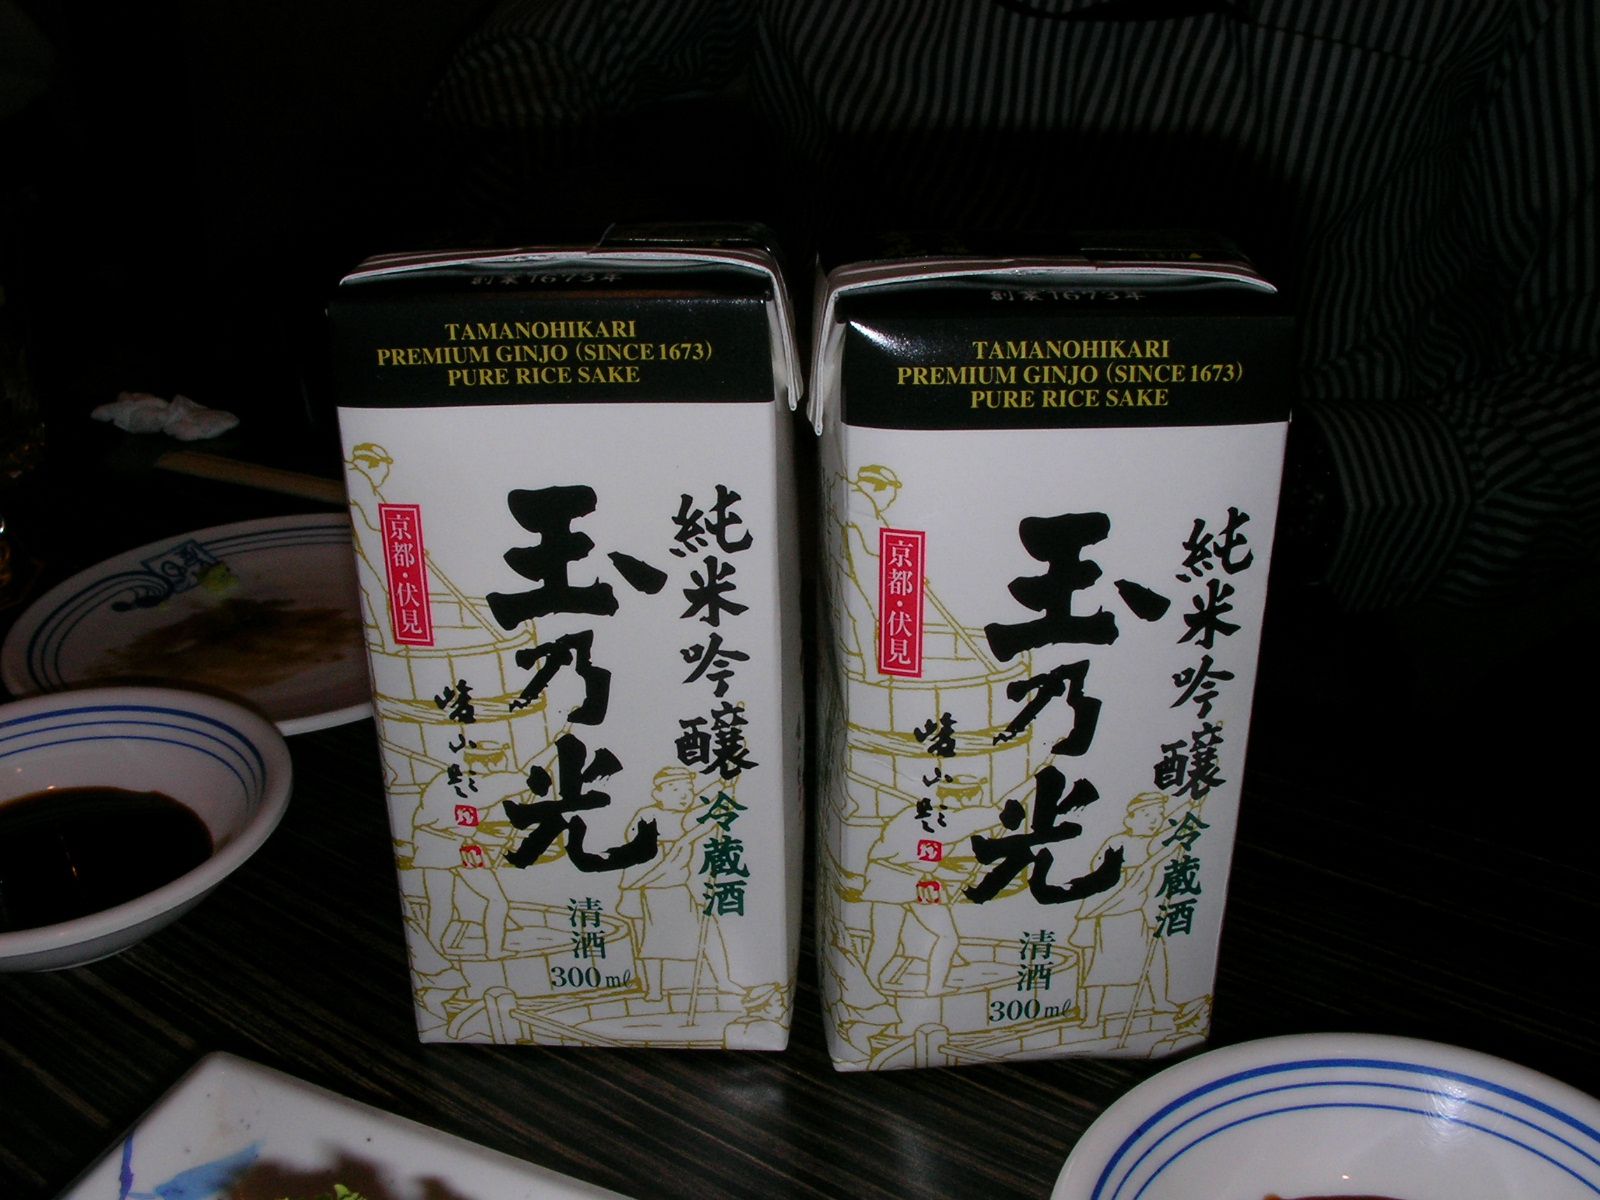 創業1673年
TAMANOHIKARI
PREMIUM GINJO (SINCE 1673)
PURE RICE SAKE
純米吟醸
冷蔵酒
玉乃光
京都・伏見
清酒
300mℓ
創業1673年
TAMANOHIKARI
PREMIUM GINJO (SINCE 1673)
PURE RICE SAKE
純米吟醸
冷蔵酒
玉乃光
京都・伏見
清酒
300mℓ